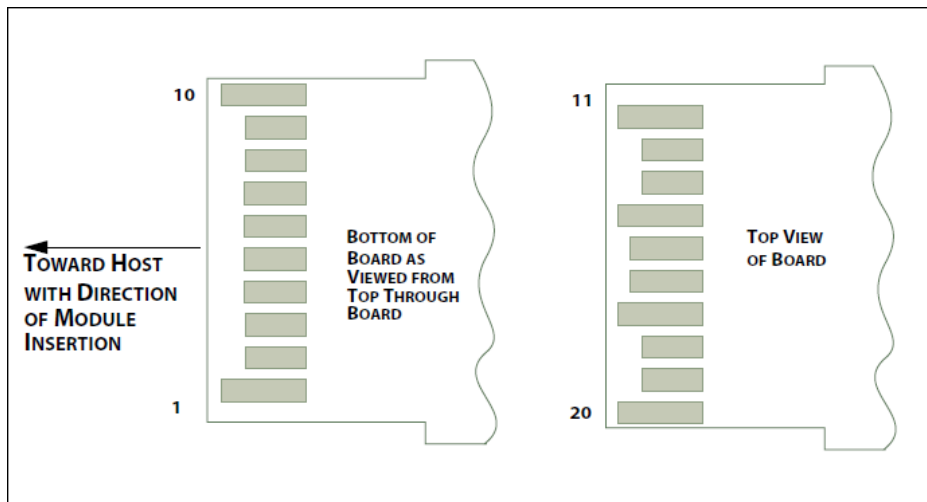 10
1
TOWARD HOST
WITH DIRECTION
OF MODULE
INSERTION
BOTTOM OF
BOARD AS
VIEWED FROM
TOP THROUGH
BOARD
11
20
TOP VIEW
OF BOARD